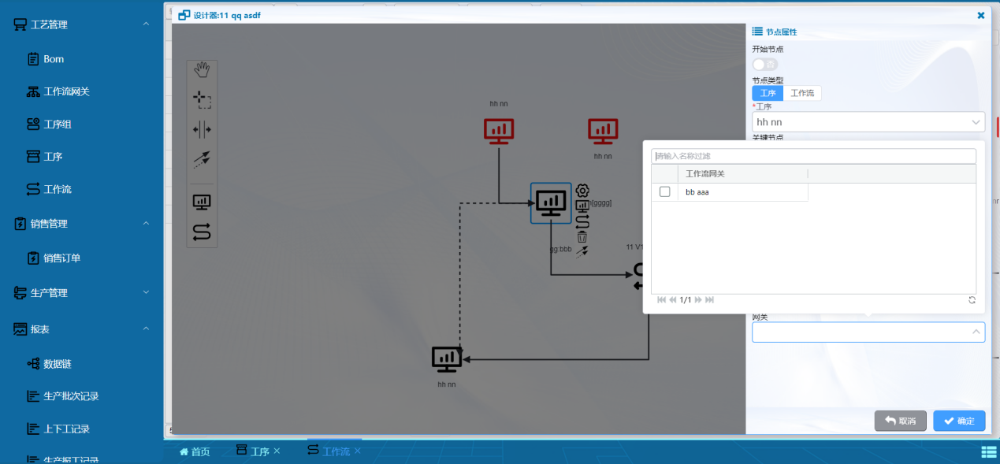 工艺管理
Bom
工作流网关
工序组
工序
工作流
销售管理
销售订单
生产管理
报表
数据链
生产批次记录
上下工记录
生产报工记录
设计器:11 qq asdf
hh nn
hh nn
[gggg]
gg:bbb
11 V1
hh nn
节点属性
开始节点
否
节点类型
工序
工作流
*工序
hh nn
关键节点
请输入名称过滤
工作流网关
bb aaa
1/1
网关
取消
确定
首页
工序 ×
工作流 ×